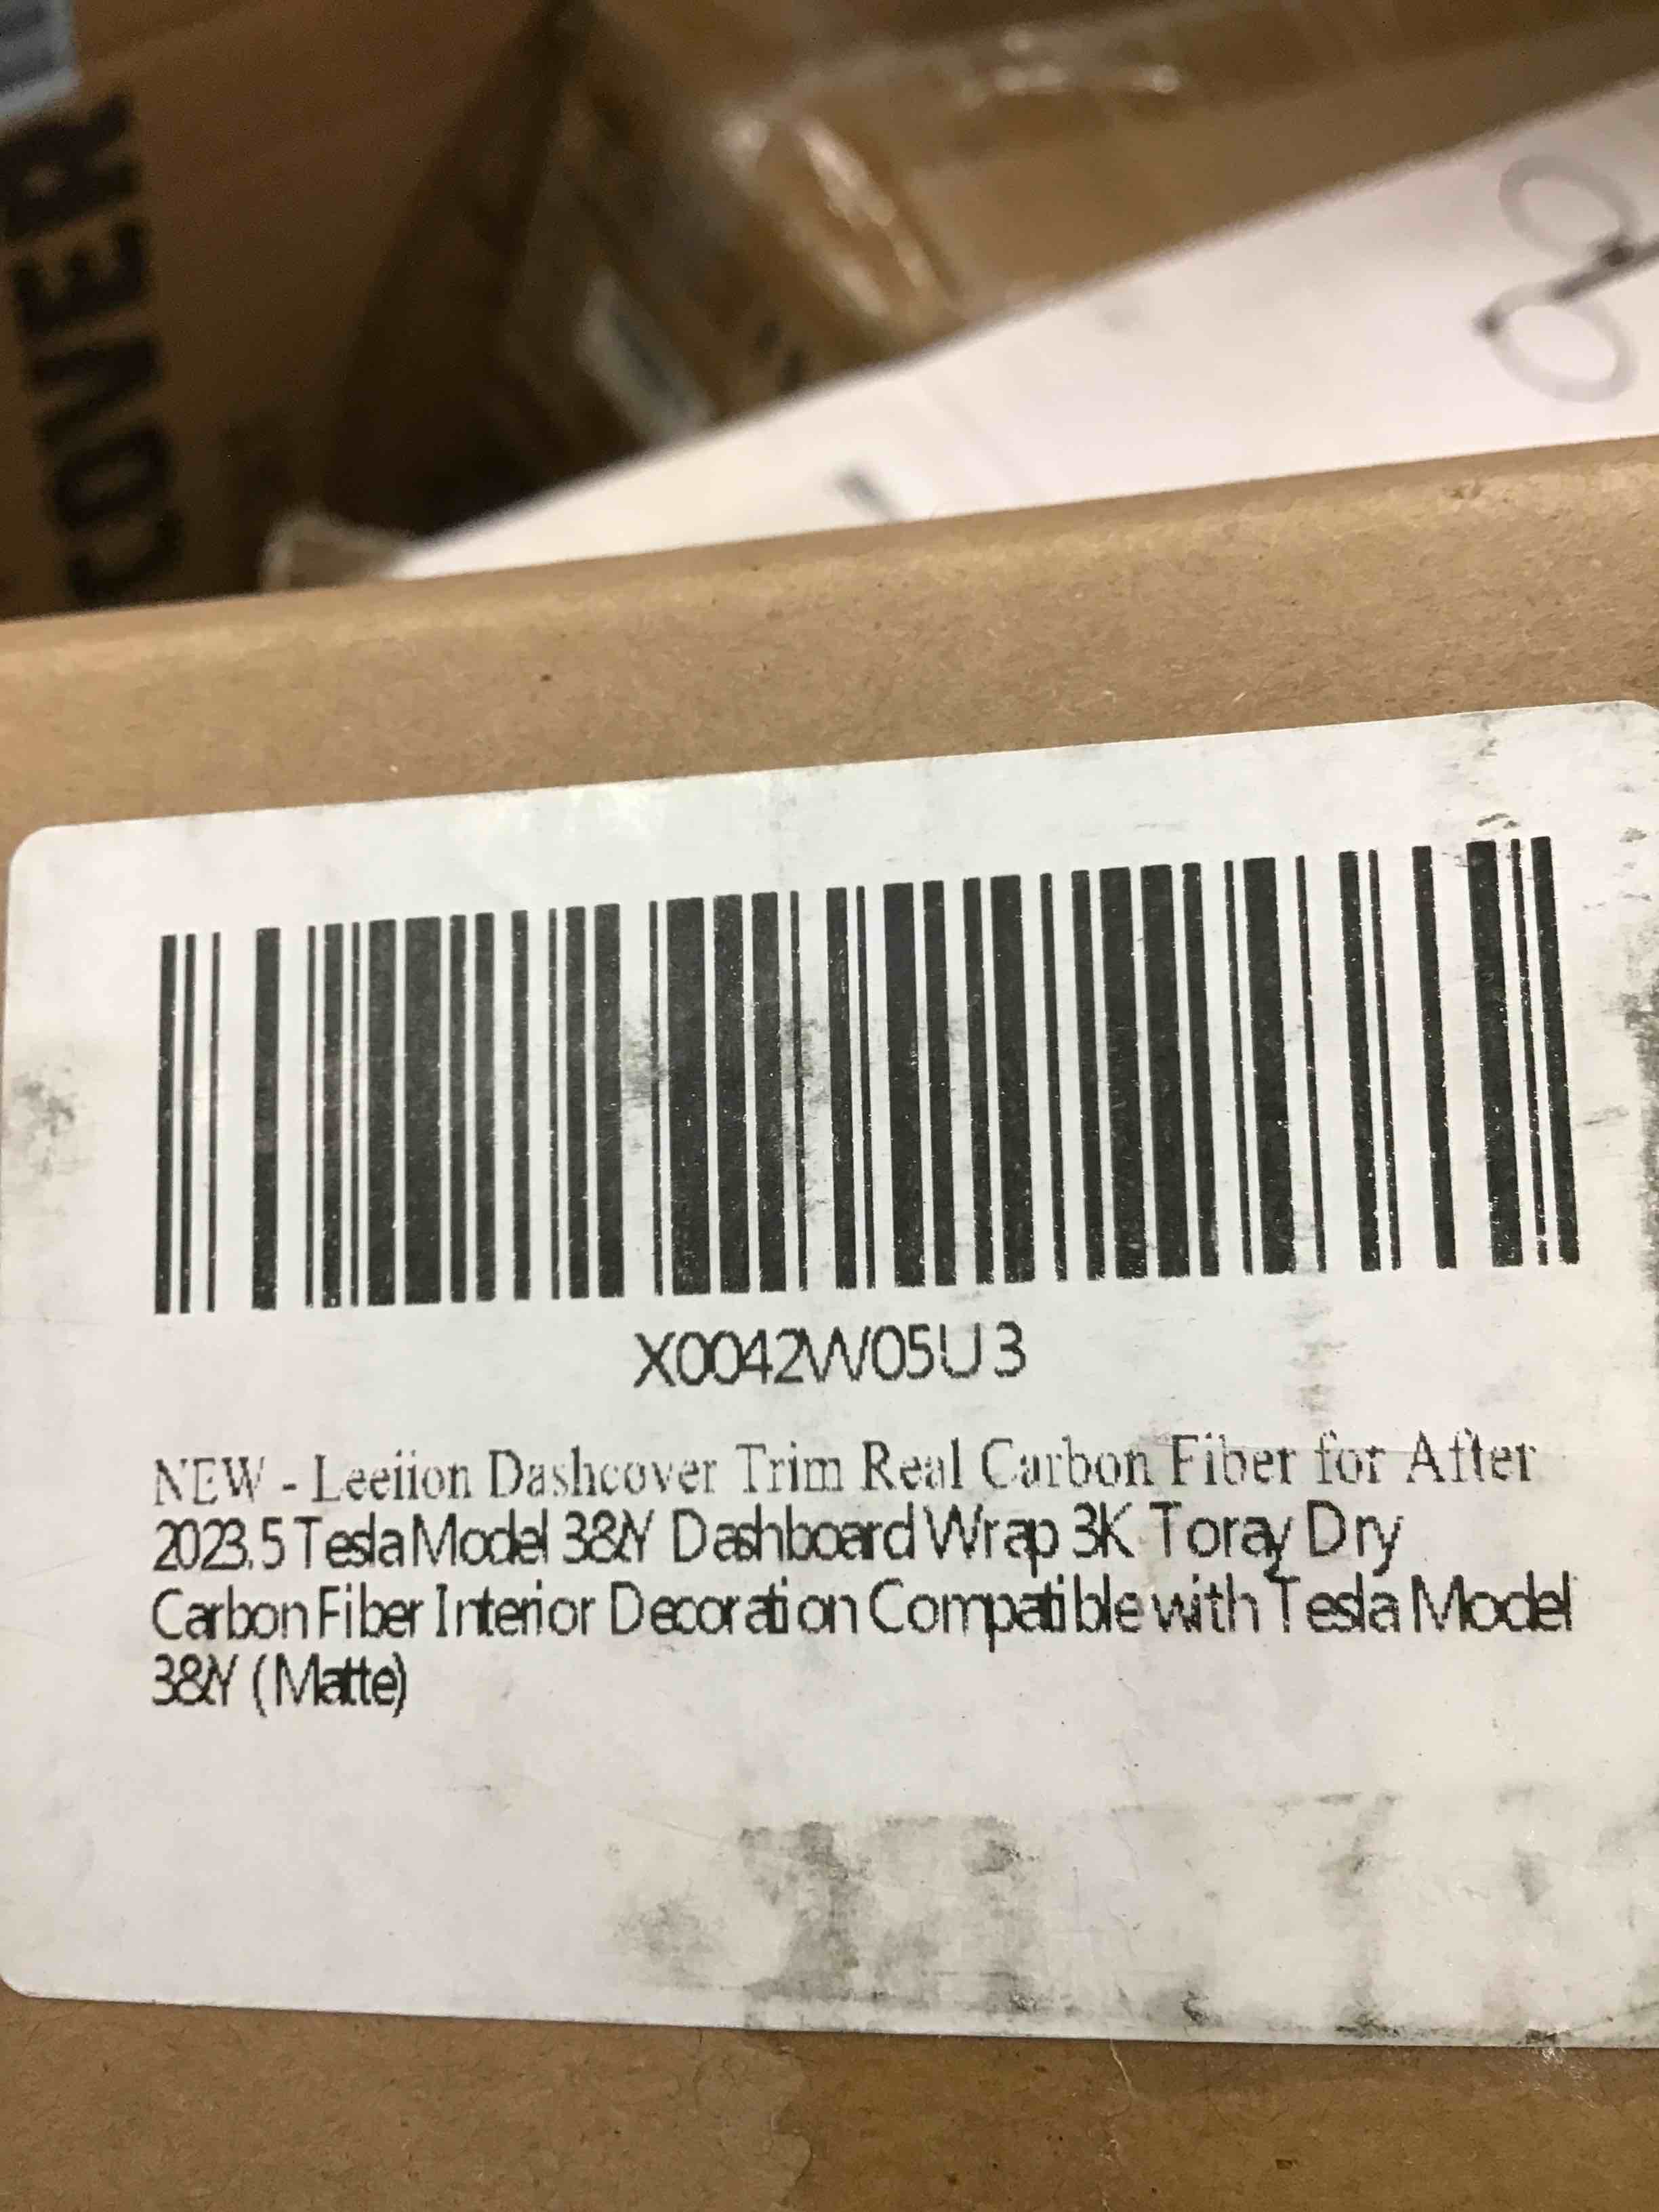 CONER
X0042W05U3
NEW - Leeiion Dashcover Trim Real Carbon Fiber for After
2023.5 Tesla Model 3&Y Dashboard Wrap 3K Toray Dry
Carbon Fiber Interior Decoration Compatible with Tesla Model
3&Y (Matte)